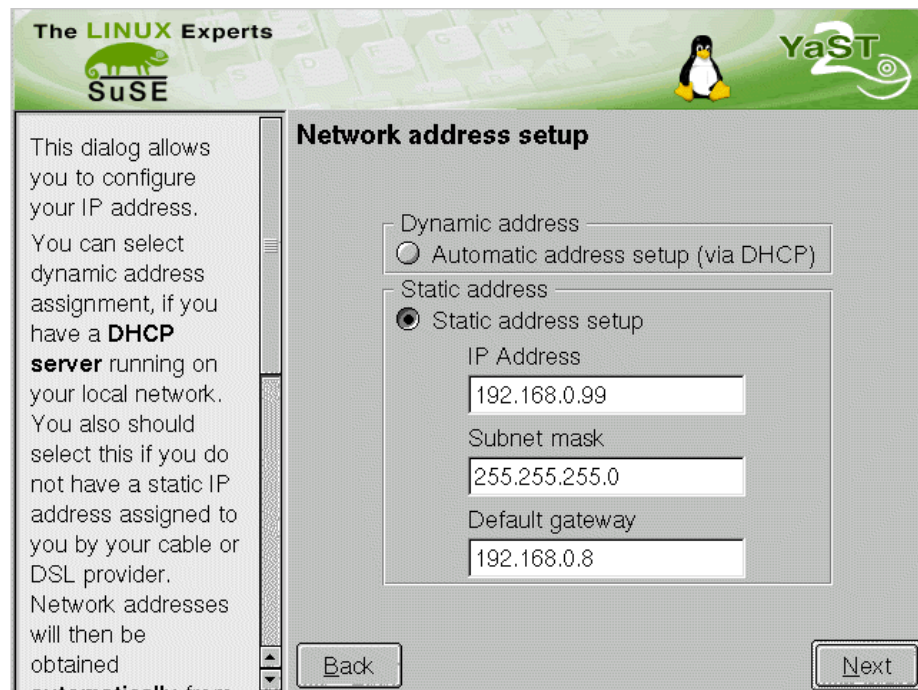 The LINUX Experts
SuSE
YaST
2
This dialog allows
you to configure
your IP address.
You can select
dynamic address
assignment, if you
have a DHCP
server running on
your local network.
You also should
select this if you do
not have a static IP
address assigned to
you by your cable or
DSL provider.
Network addresses
will then be
obtained
automatically from
Network address setup
Dynamic address
Automatic address setup (via DHCP)
Static address
Static address setup
IP Address
192.168.0.99
Subnet mask
255.255.255.0
Default gateway
192.168.0.8
Back
Next